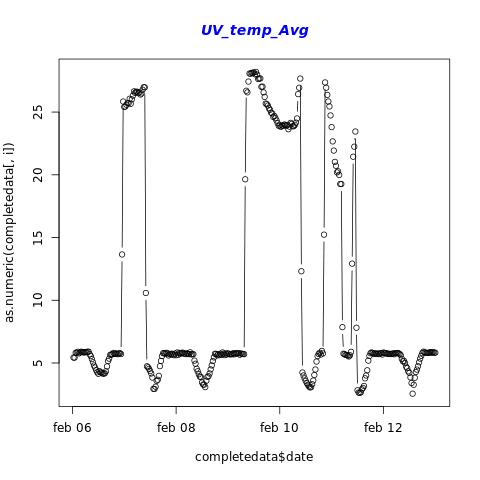 UV_temp_Avg
as.numeric(completedata[, i])
25
20
15
10
5
feb 06
feb 08
feb 10
feb 12
completedata$date